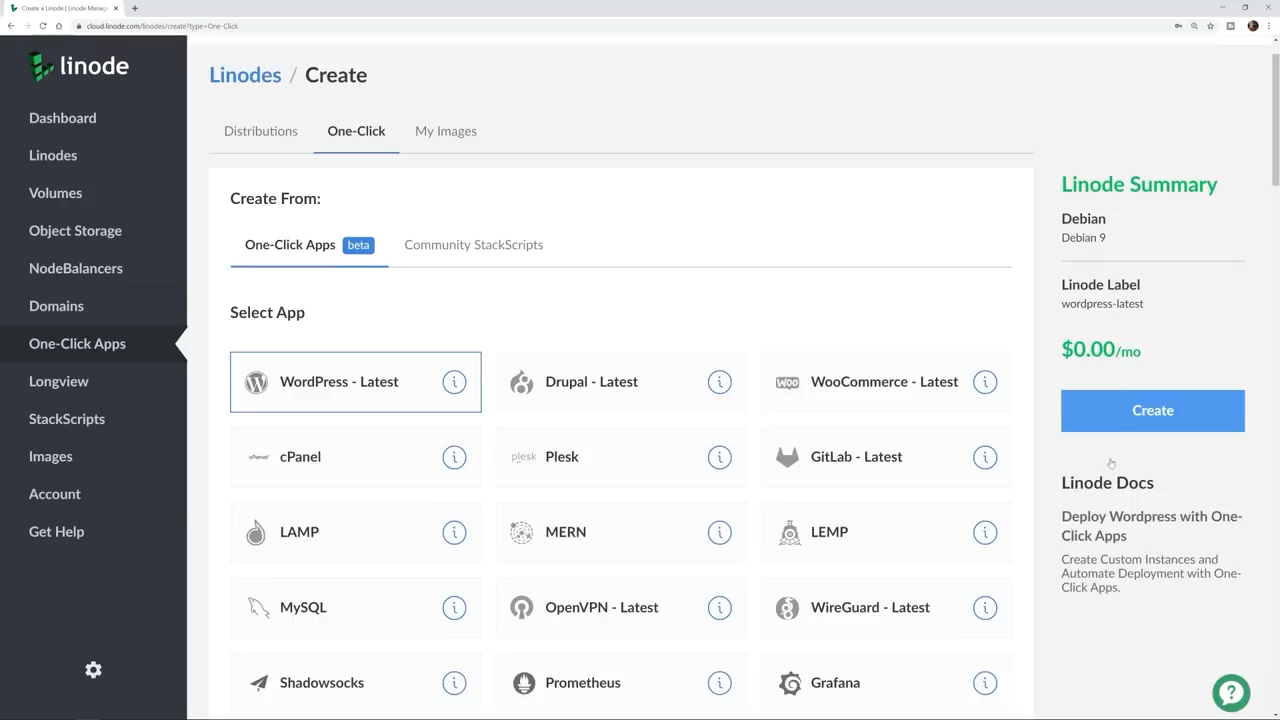 Create a Linode | Linode Manag
cloud.linode.com/linodes/create?type=One-Click
linode
Dashboard
Linodes
Volumes
Object Storage
NodeBalancers
Domains
One-Click Apps
Longview
StackScripts
Images
Account
Get Help
Linodes / Create
Distributions
One-Click
My Images
Create From:
One-Click Apps beta
Community StackScripts
Select App
WordPress - Latest
Drupal - Latest
WOO WooCommerce - Latest
cPanel cPanel
plesk Plesk
GitLab - Latest
LAMP
MERN
LEMP
MySQL
OpenVPN - Latest
WireGuard - Latest
Shadowsocks
Prometheus
Grafana
Linode Summary
Debian
Debian 9
Linode Label
wordpress-latest
$0.00/mo
Create
Linode Docs
Deploy Wordpress with One-
Click Apps
Create Custom Instances and
Automate Deployment with One-
Click Apps.